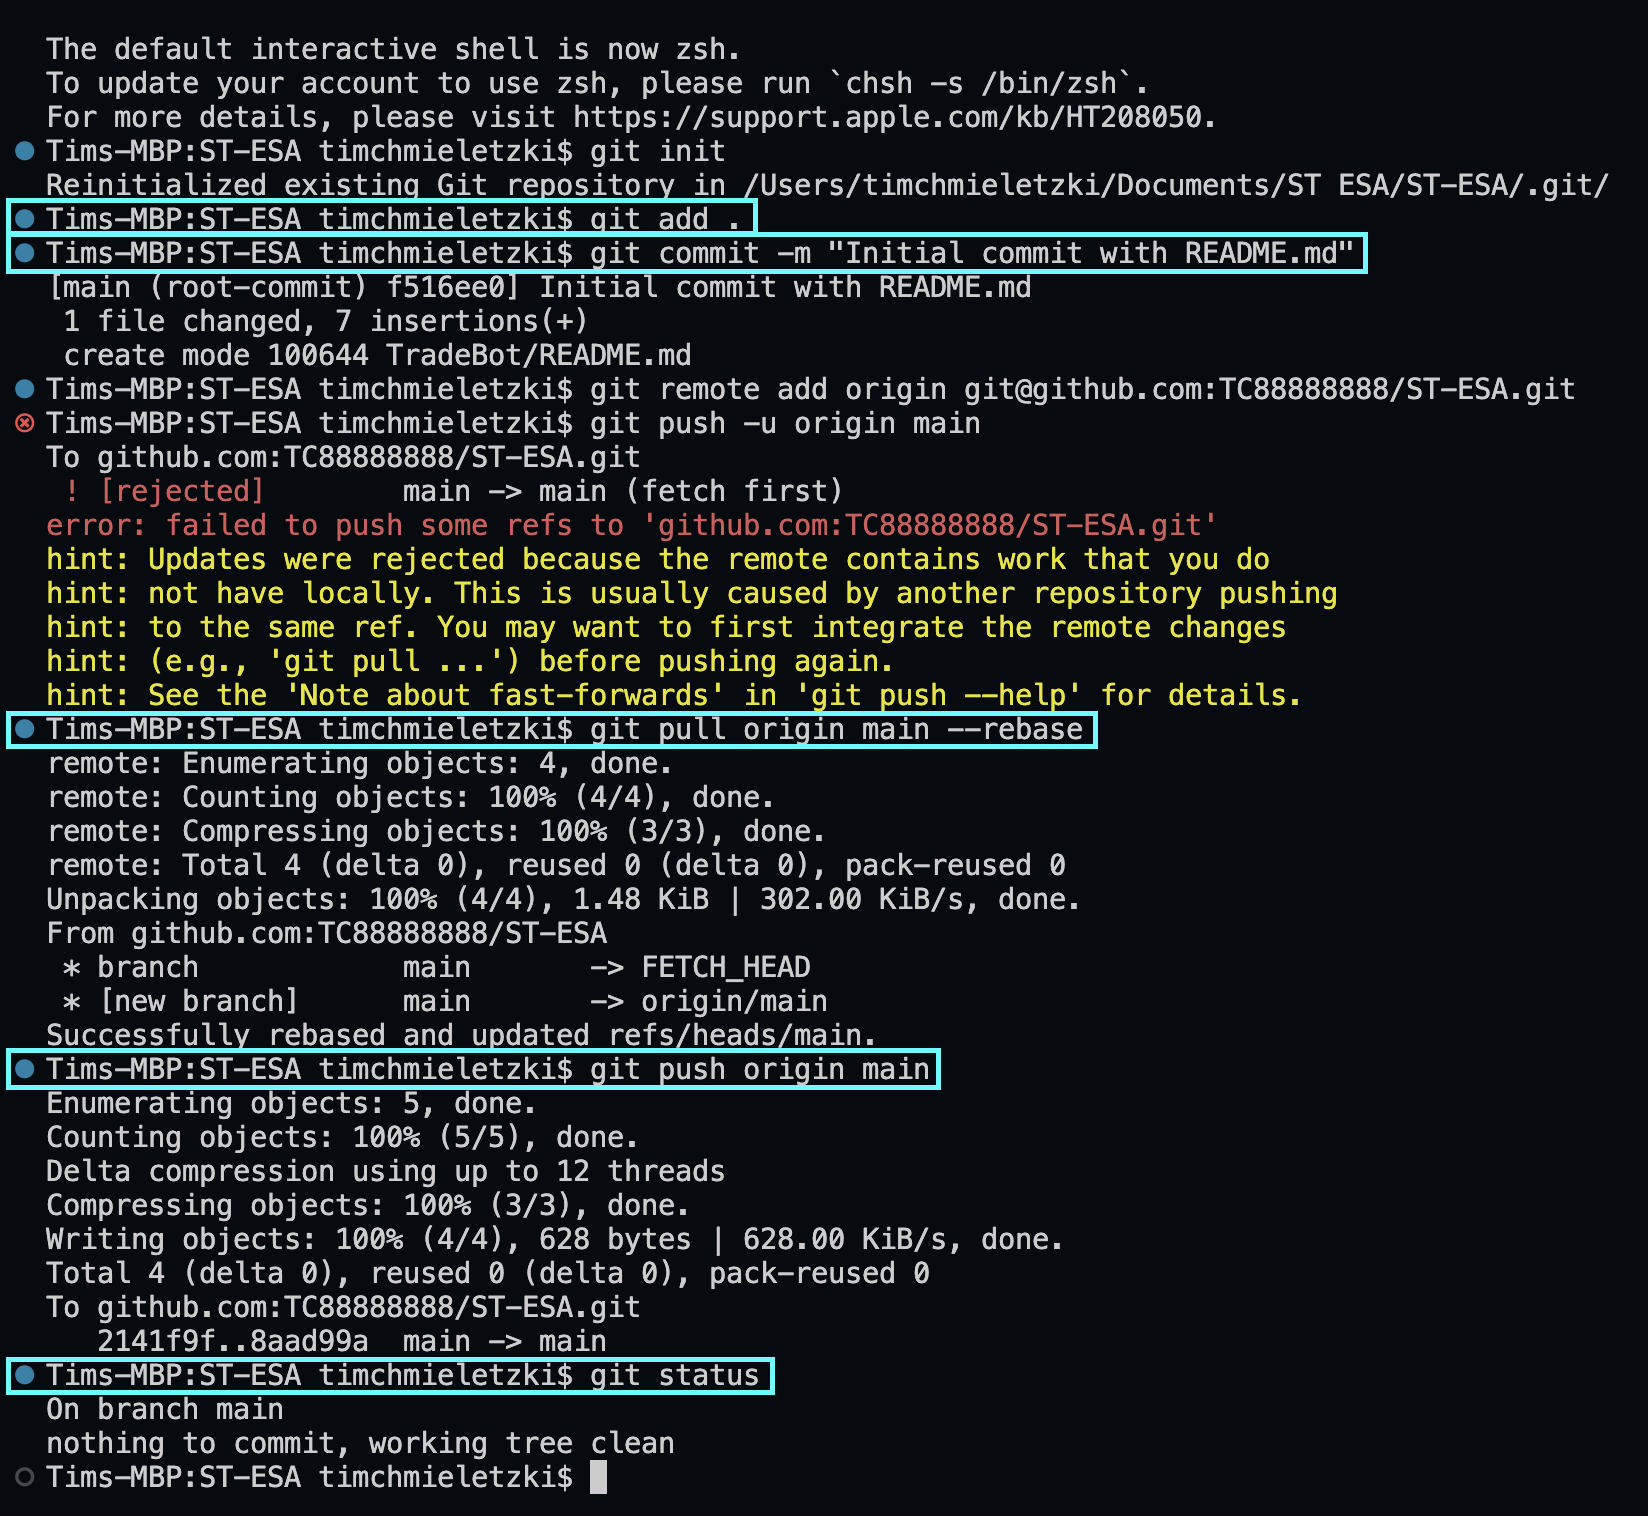 The default interactive shell is now zsh.
To update your account to use zsh, please run `chsh -s /bin/zsh`.
For more details, please visit https://support.apple.com/kb/HT208050.
Tims-MBP:ST-ESA timchmieletzki$ git init
Reinitialized existing Git repository in /Users/timchmieletzki/Documents/ST ESA/ST-ESA/.git/
Tims-MBP:ST-ESA timchmieletzki$ git add .
Tims-MBP:ST-ESA timchmieletzki$ git commit -m "Initial commit with README.md"
[main (root-commit) f516ee0] Initial commit with README.md
 1 file changed, 7 insertions(+)
 create mode 100644 TradeBot/README.md
Tims-MBP:ST-ESA timchmieletzki$ git remote add origin git@github.com:TC88888888/ST-ESA.git
Tims-MBP:ST-ESA timchmieletzki$ git push -u origin main
To github.com:TC88888888/ST-ESA.git
 ! [rejected]        main -> main (fetch first)
error: failed to push some refs to 'github.com:TC88888888/ST-ESA.git'
hint: Updates were rejected because the remote contains work that you do
hint: not have locally. This is usually caused by another repository pushing
hint: to the same ref. You may want to first integrate the remote changes
hint: (e.g., 'git pull ...') before pushing again.
hint: See the 'Note about fast-forwards' in 'git push --help' for details.
Tims-MBP:ST-ESA timchmieletzki$ git pull origin main --rebase
remote: Enumerating objects: 4, done.
remote: Counting objects: 100% (4/4), done.
remote: Compressing objects: 100% (3/3), done.
remote: Total 4 (delta 0), reused 0 (delta 0), pack-reused 0
Unpacking objects: 100% (4/4), 1.48 KiB | 302.00 KiB/s, done.
From github.com:TC88888888/ST-ESA
 * branch            main       -> FETCH_HEAD
 * [new branch]      main       -> origin/main
Successfully rebased and updated refs/heads/main.
Tims-MBP:ST-ESA timchmieletzki$ git push origin main
Enumerating objects: 5, done.
Counting objects: 100% (5/5), done.
Delta compression using up to 12 threads
Compressing objects: 100% (3/3), done.
Writing objects: 100% (4/4), 628 bytes | 628.00 KiB/s, done.
Total 4 (delta 0), reused 0 (delta 0), pack-reused 0
To github.com:TC88888888/ST-ESA.git
   2141f9f..8aad99a  main -> main
Tims-MBP:ST-ESA timchmieletzki$ git status
On branch main
nothing to commit, working tree clean
Tims-MBP:ST-ESA timchmieletzki$